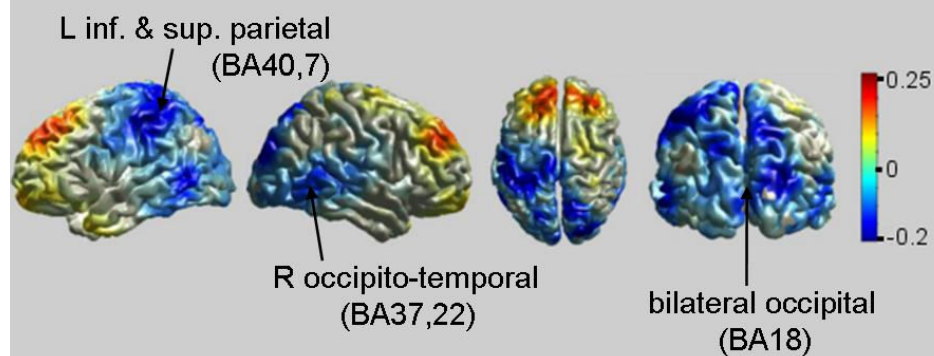 L inf. & sup. parietal
(BA40,7)
0.25
0
-0.2
R occipito-temporal
(BA37,22)
bilateral occipital
(BA18)